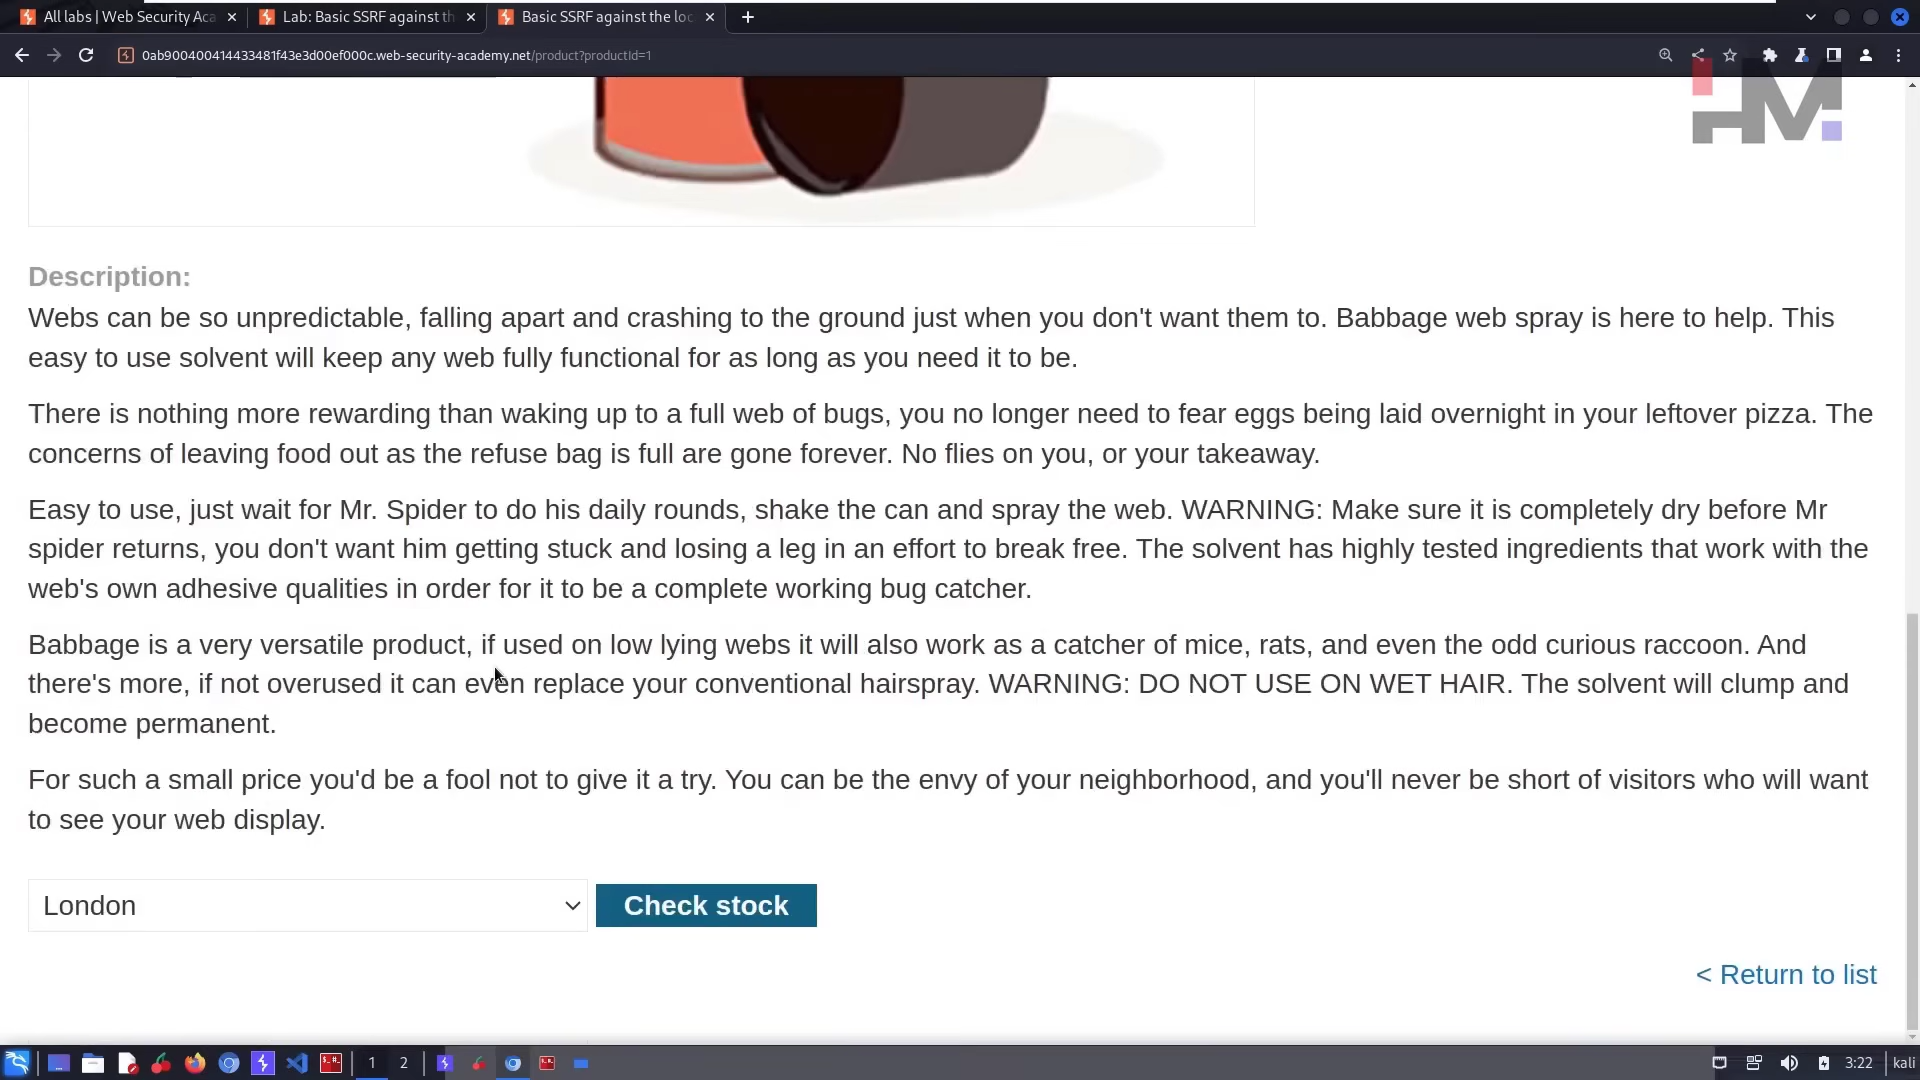 All labs | Web Security Aca
Lab: Basic SSRF against th
Basic SSRF against the loc
0ab900400414433481f43e3d00ef000c.web-security-academy.net/product?productId=1
HM
Description:
Webs can be so unpredictable, falling apart and crashing to the ground just when you don't want them to. Babbage web spray is here to help. This
easy to use solvent will keep any web fully functional for as long as you need it to be.
There is nothing more rewarding than waking up to a full web of bugs, you no longer need to fear eggs being laid overnight in your leftover pizza. The
concerns of leaving food out as the refuse bag is full are gone forever. No flies on you, or your takeaway.
Easy to use, just wait for Mr. Spider to do his daily rounds, shake the can and spray the web. WARNING: Make sure it is completely dry before Mr
spider returns, you don't want him getting stuck and losing a leg in an effort to break free. The solvent has highly tested ingredients that work with the
web's own adhesive qualities in order for it to be a complete working bug catcher.
Babbage is a very versatile product, if used on low lying webs it will also work as a catcher of mice, rats, and even the odd curious raccoon. And
there's more, if not overused it can even replace your conventional hairspray. WARNING: DO NOT USE ON WET HAIR. The solvent will clump and
become permanent.
For such a small price you'd be a fool not to give it a try. You can be the envy of your neighborhood, and you'll never be short of visitors who will want
to see your web display.
London
Check stock
< Return to list
1 2
3:22
kali